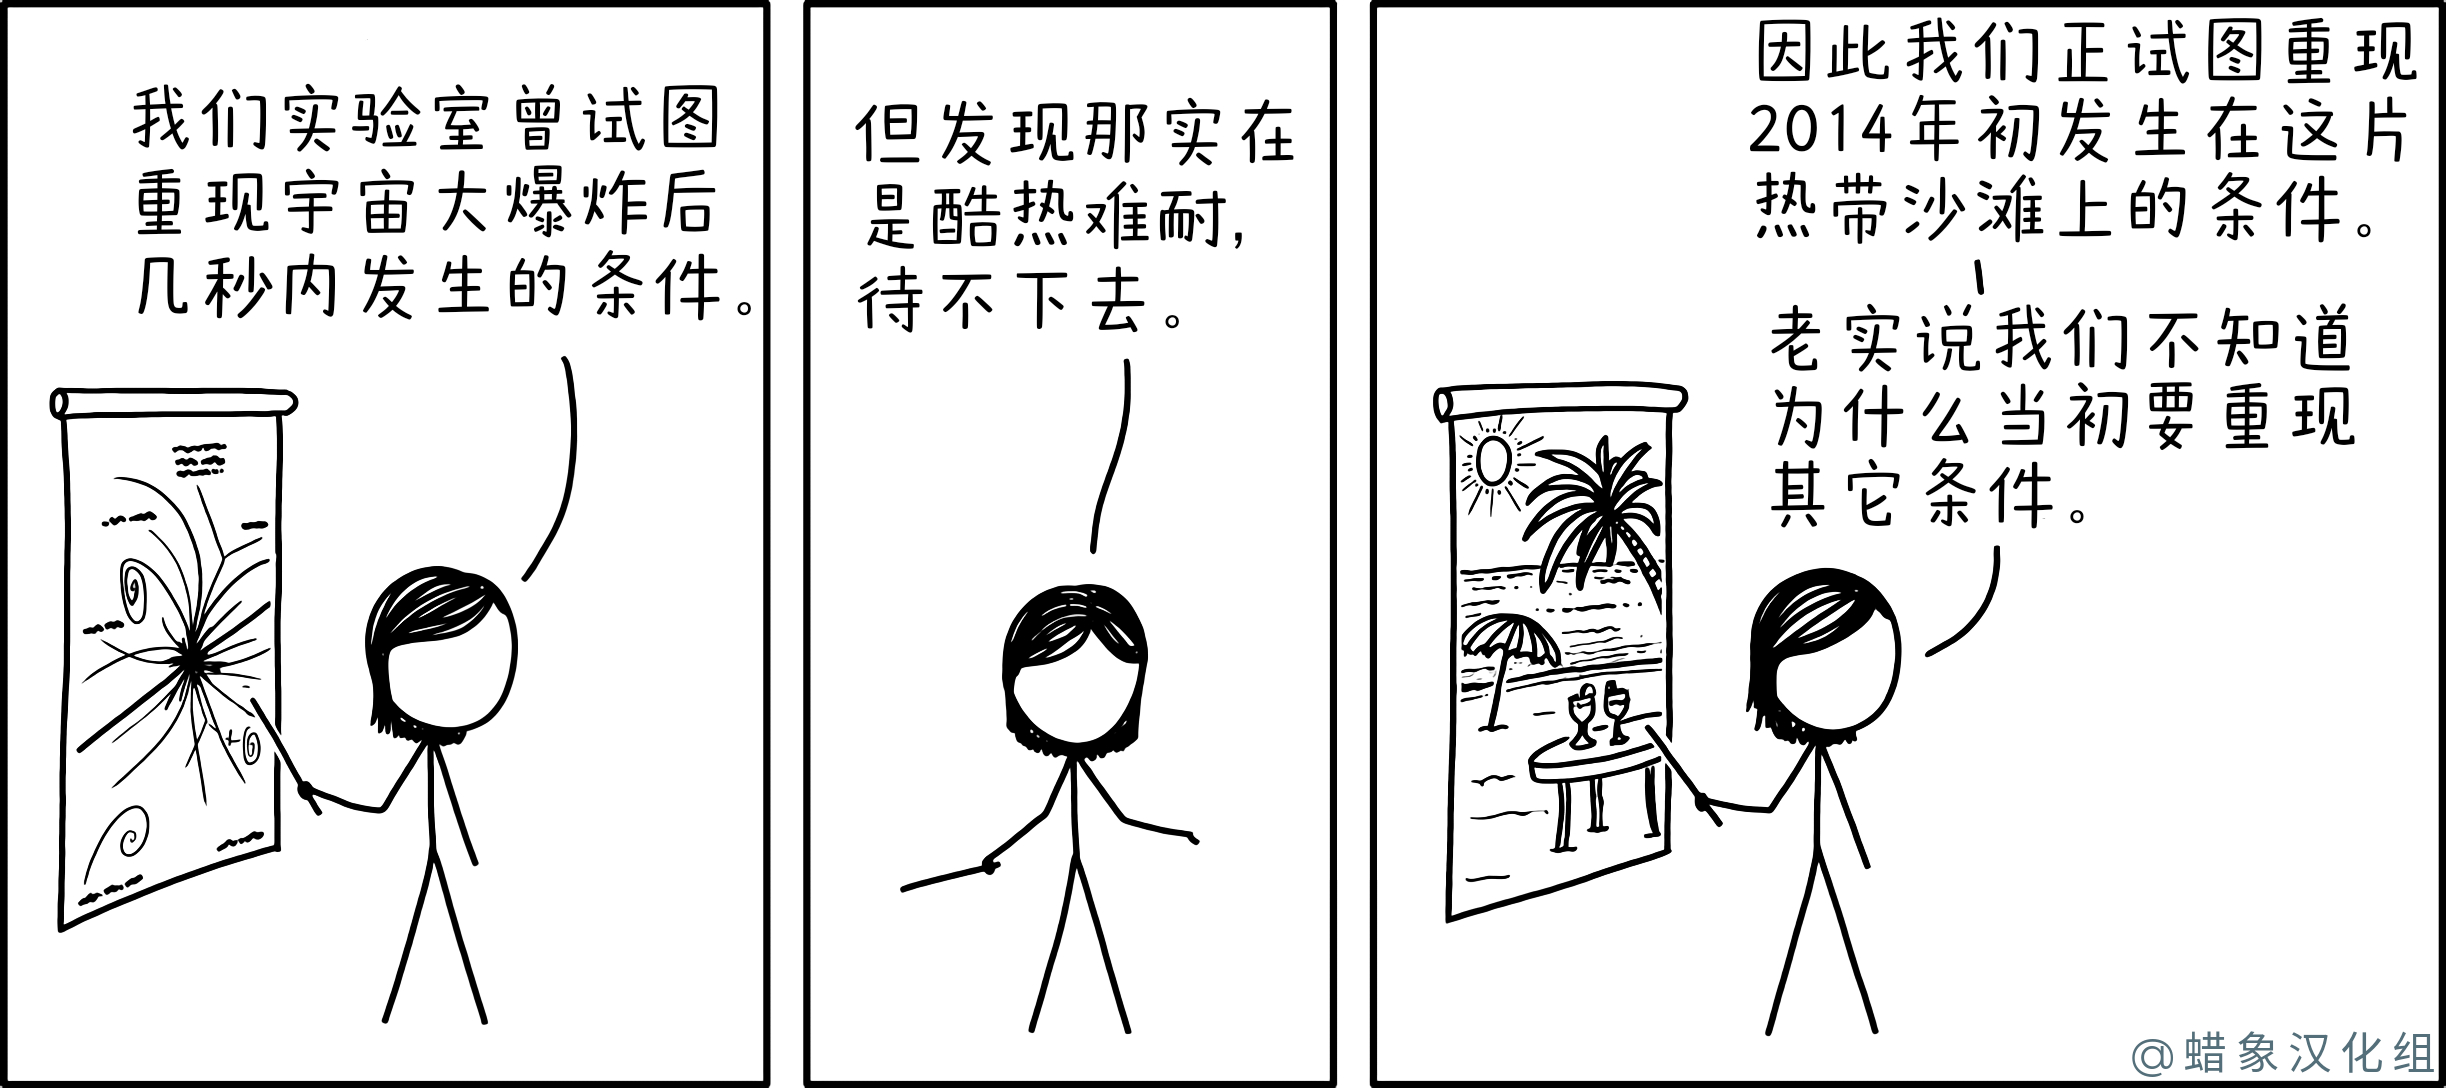 我们实验室曾试图
重现宇宙大爆炸后
几秒内发生的条件。
但发现那实在
是酷热难耐,
待不下去。
因此我们正试图重现
2014年初发生在这片
热带沙滩上的条件。
老实说我们不知道
为什么当初要重现
其它条件。
@蜡象汉化组